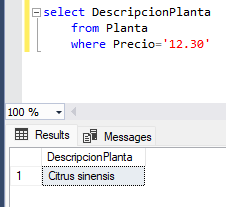 select DescripcionPlanta
from Planta
where Precio='12.30'
100 %
Results
Messages
DescripcionPlanta
1 Citrus sinensis